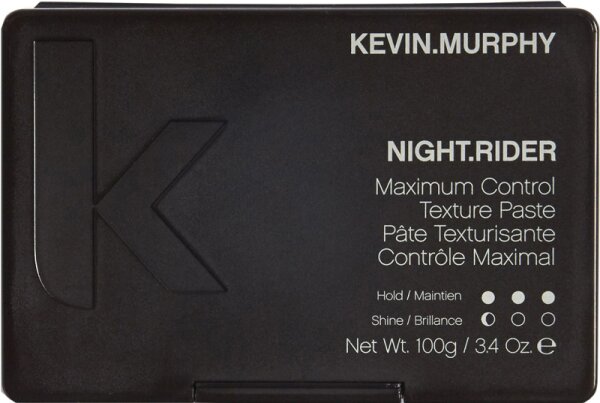 KEVIN.MURPHY
NIGHT.RIDER
Maximum Control
Texture Paste
Pâte Texturisante
Contrôle Maximal
Hold / Maintien
Shine / Brillance
Net Wt. 100g / 3.4 Oz. ℮